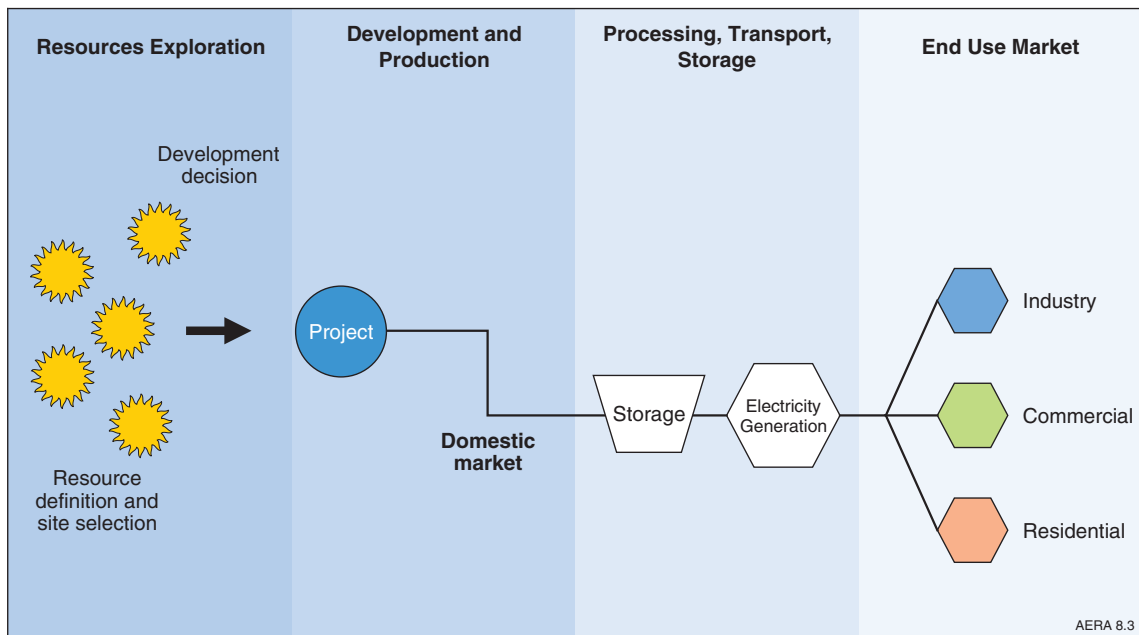 Resources Exploration
Development and
Production
Processing, Transport,
Storage
End Use Market
Development
decision
Project
Resource
definition and
site selection
Domestic
market
Storage
Electricity
Generation
Industry
Commercial
Residential
AERA 8.3